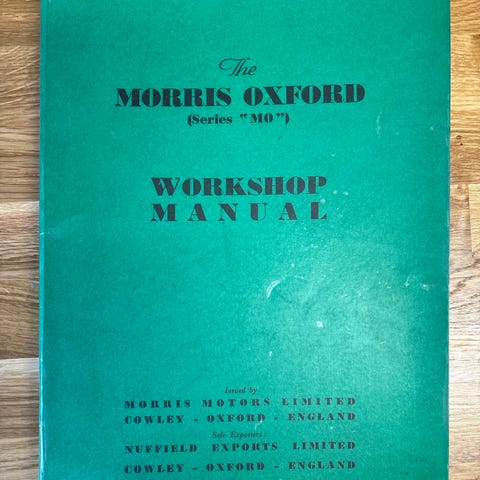 The
MORRIS OXFORD
(Series "MO")
WORKSHOP
MANUAL
Issued by
MORRIS MOTORS LIMITED
COWLEY - OXFORD - ENGLAND
Sole Exporters:
NUFFIELD EXPORTS LIMITED
COWLEY - OXFORD - ENGLAND